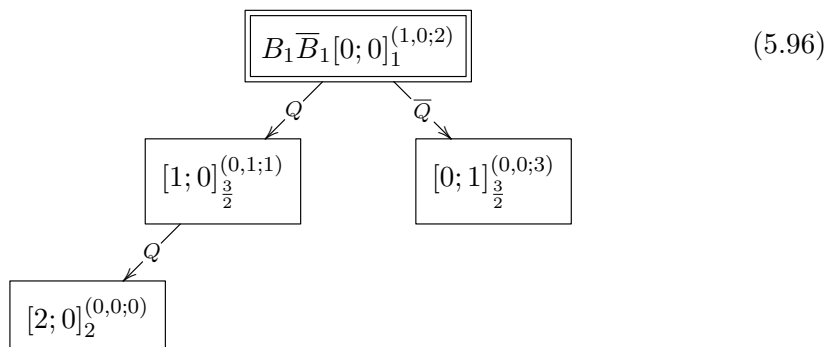 $B_1\overline{B}_1[0;0]_1^{(1,0;2)}$ (5.96)
$Q$ $\overline{Q}$
$[1;0]_{\frac{3}{2}}^{(0,1;1)}$ $[0;1]_{\frac{3}{2}}^{(0,0;3)}$
$Q$
$[2;0]_2^{(0,0;0)}$